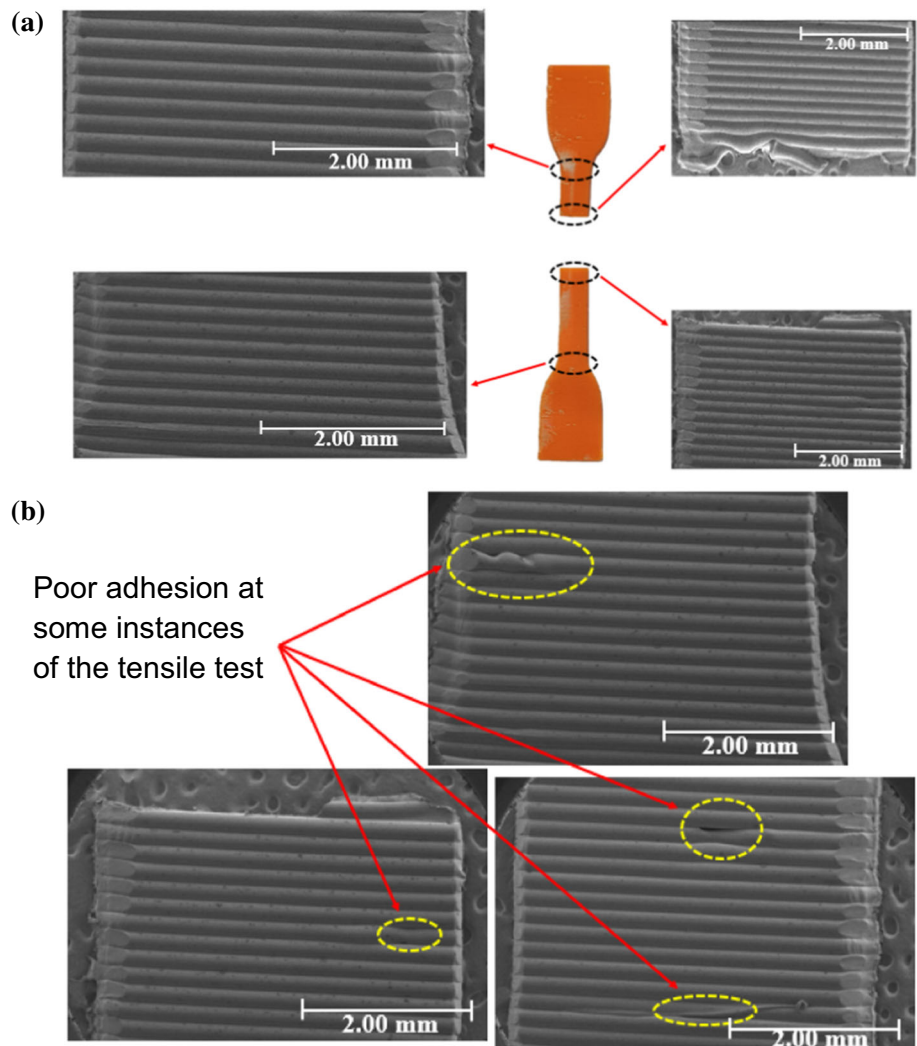 (a)
2.00 mm
2.00 mm
2.00 mm
2.00 mm
(b)
Poor adhesion at
some instances
of the tensile test
2.00 mm
2.00 mm
2.00 mm